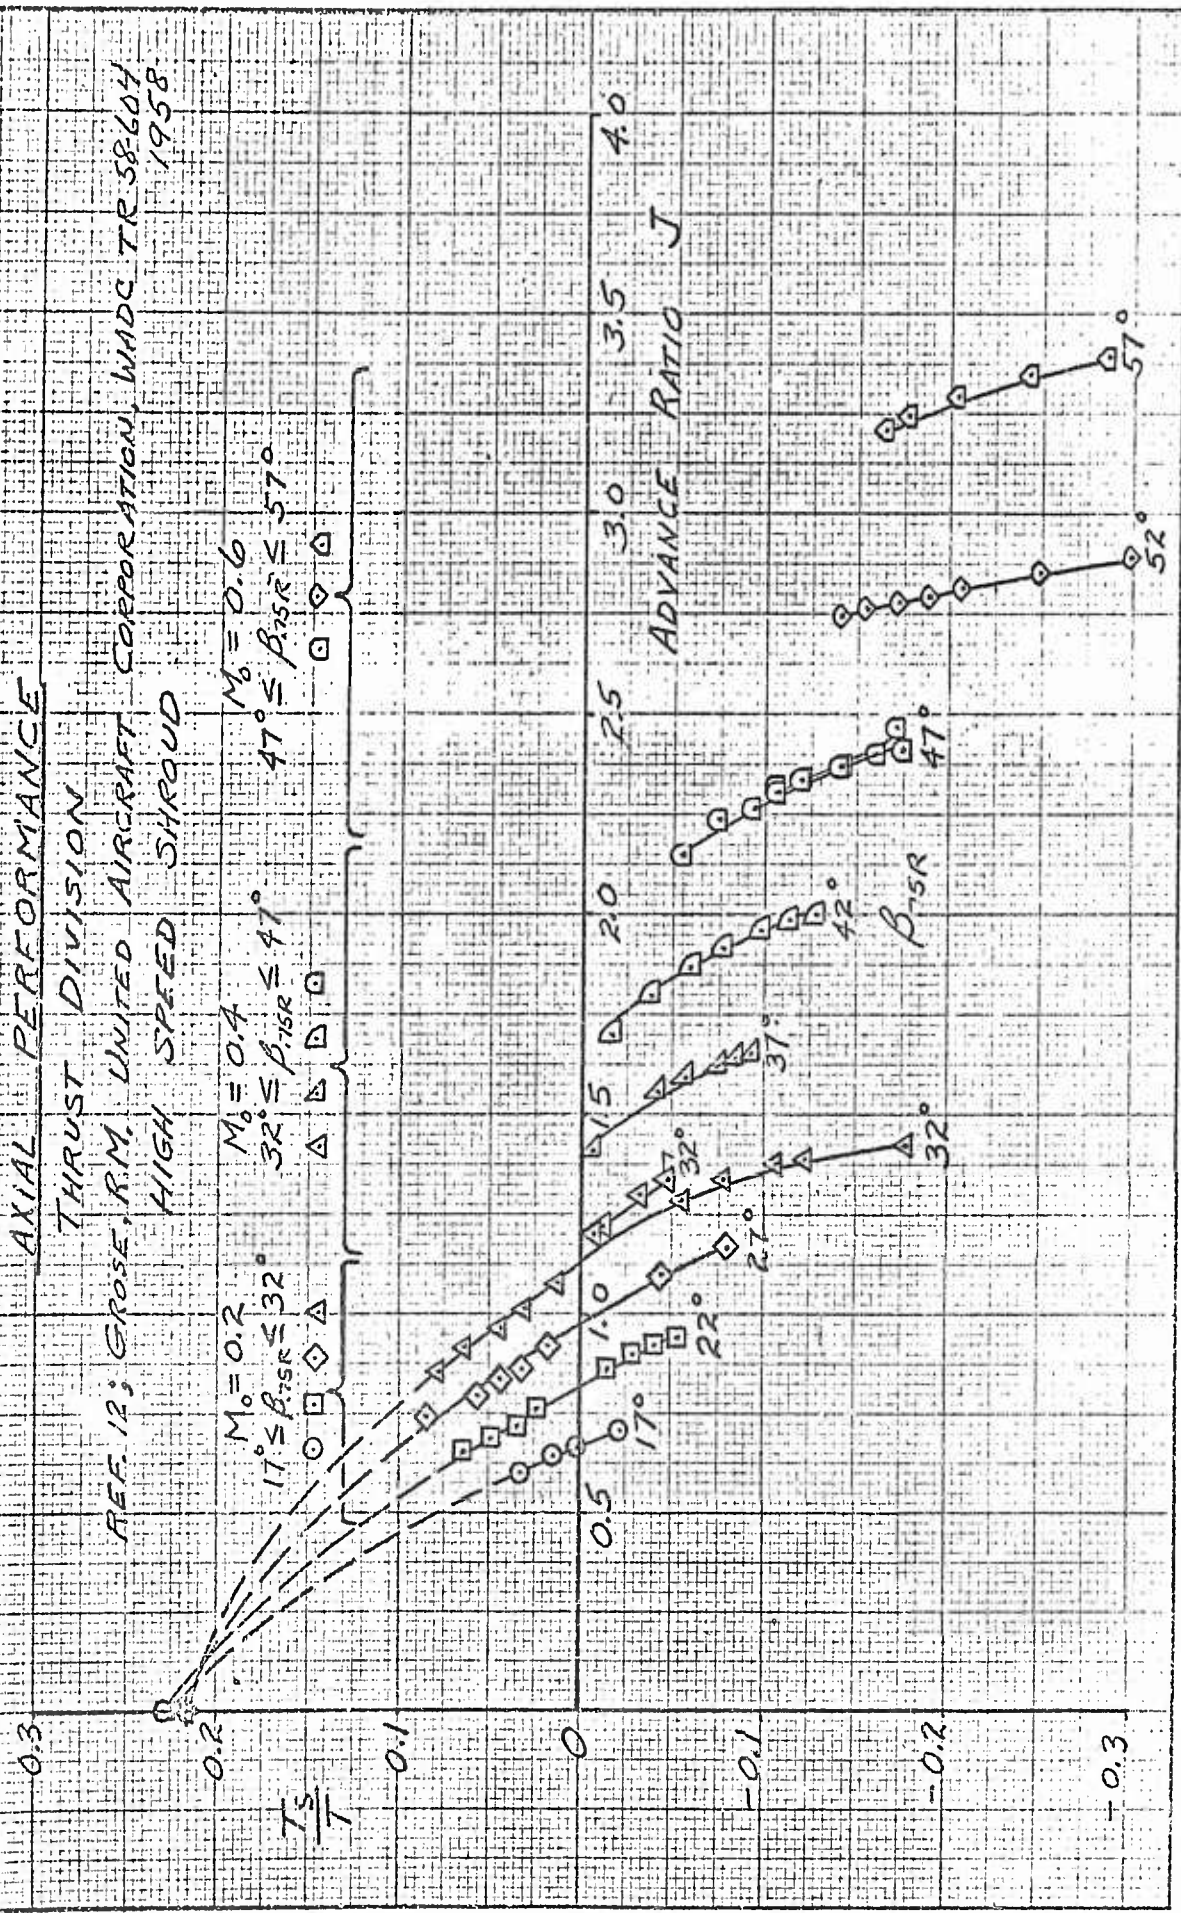 AXIAL PERFORMANCE
THRUST DIVISION
REF. 12; GROSE, R.M. UNITED AIRCRAFT CORPORATION, WADC TR 58-604
1958
HIGH SPEED SHROUD
M₀ = 0.2
17° ≤ β.75R ≤ 32°
M₀ = 0.4
32° ≤ β.75R ≤ 47°
M₀ = 0.6
47° ≤ β.75R ≤ 57°
0.3
0.2
0.1
0
-0.1
-0.2
-0.3
Ts/T
0.5
1.0
1.5
2.0
2.5
3.0
3.5
4.0
ADVANCE RATIO J
17°
22°
27°
32°
32°
37°
42°
47°
52°
57°
β.75R